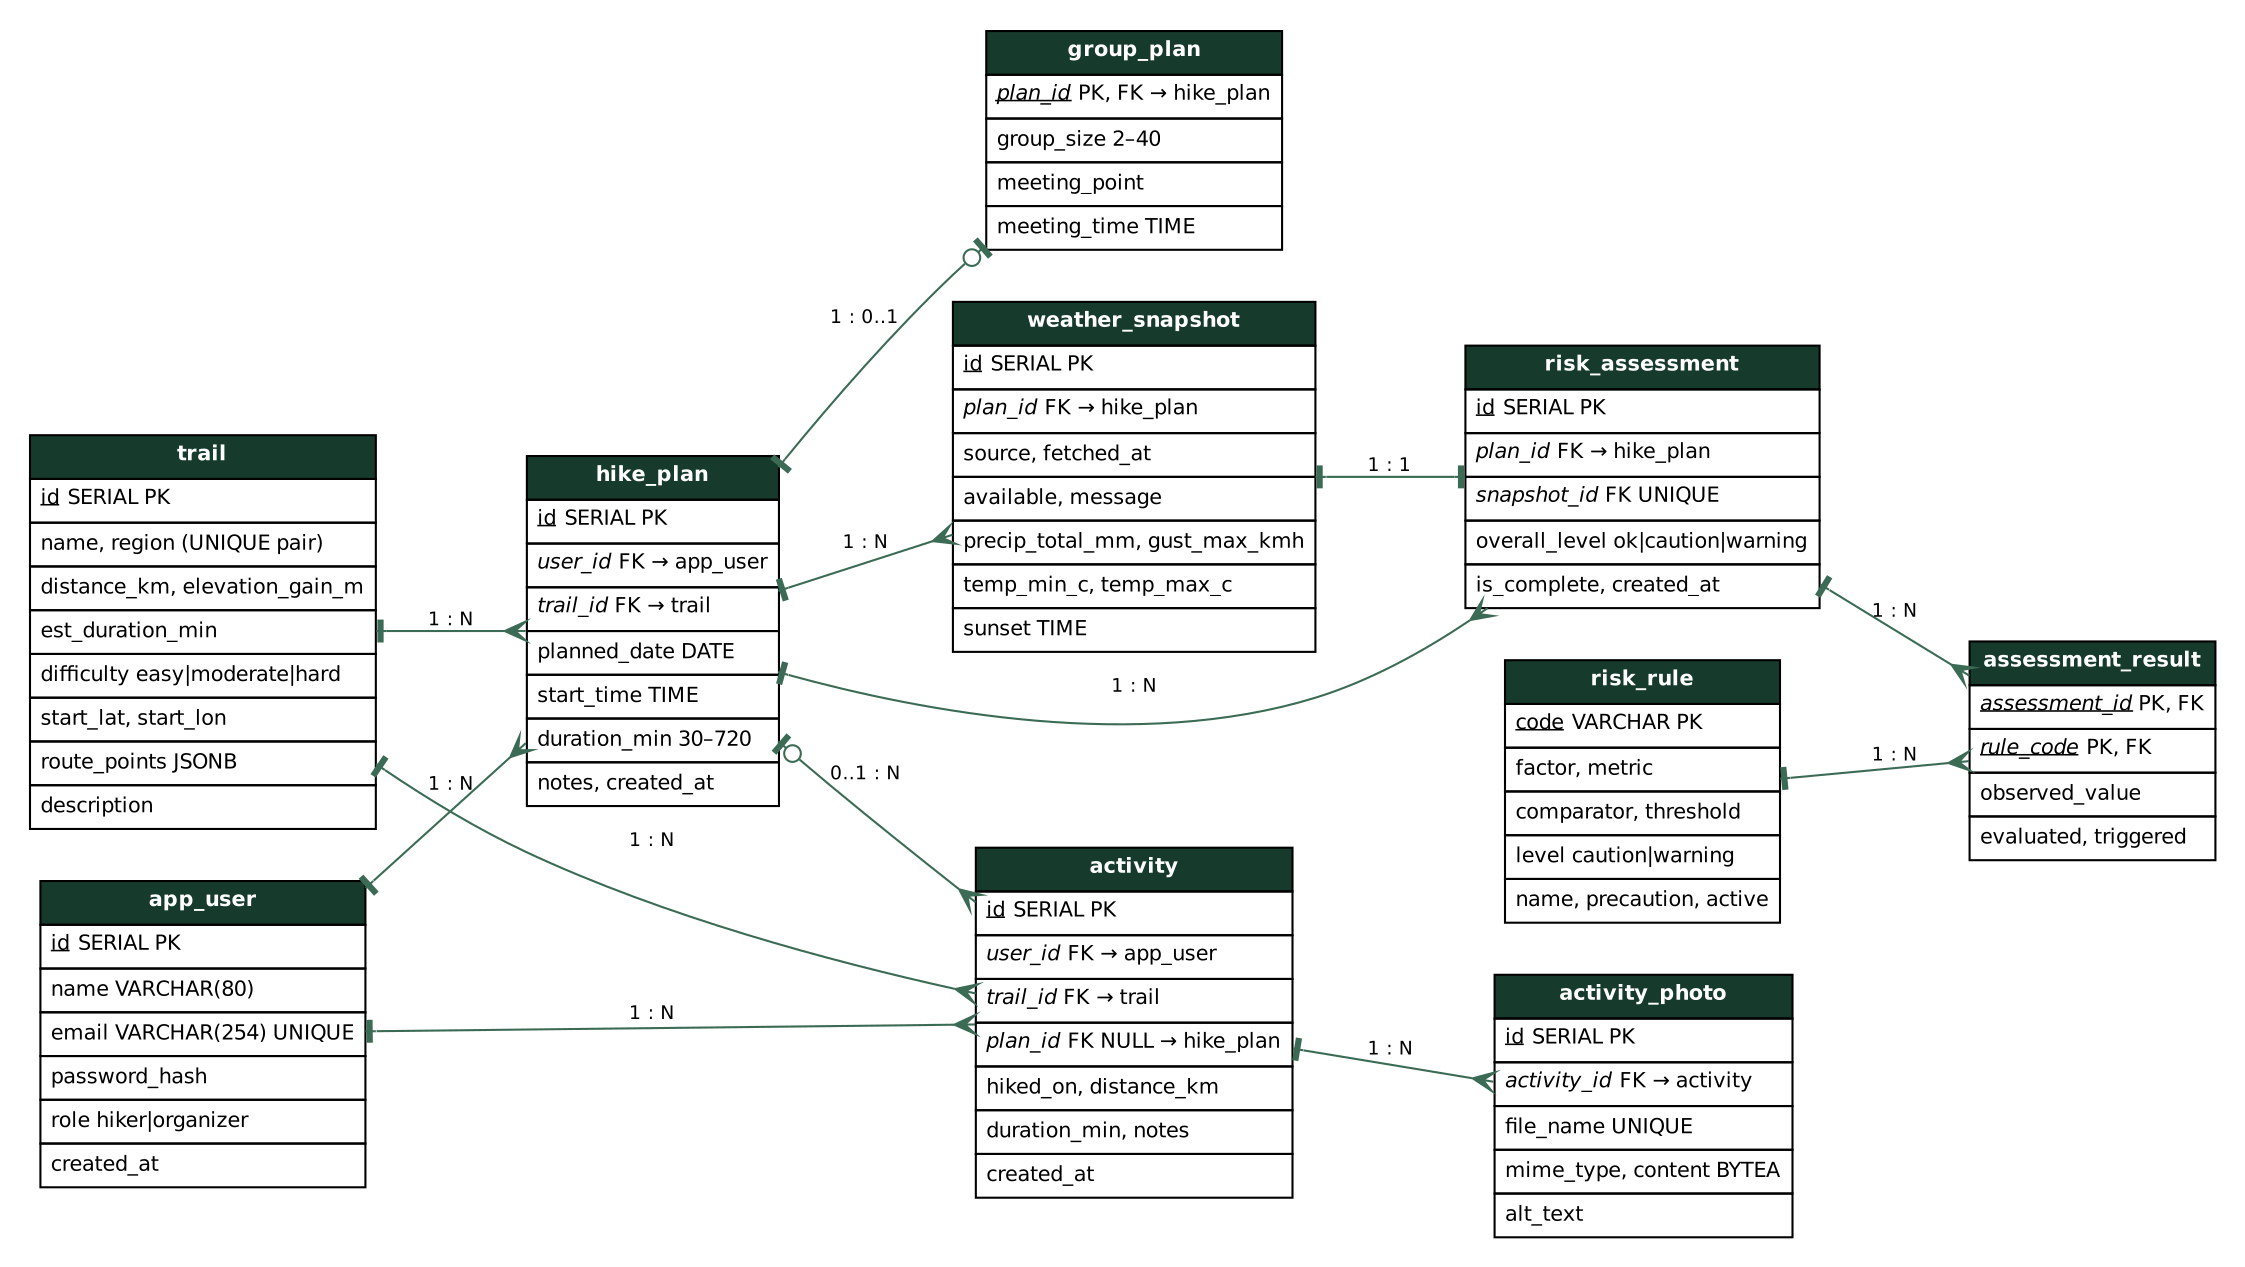 group_plan
plan_id PK, FK → hike_plan
group_size 2–40
meeting_point
meeting_time TIME
1 : 0..1
weather_snapshot
id SERIAL PK
plan_id FK → hike_plan
source, fetched_at
available, message
precip_total_mm, gust_max_kmh
temp_min_c, temp_max_c
sunset TIME
1 : 1
risk_assessment
id SERIAL PK
plan_id FK → hike_plan
snapshot_id FK UNIQUE
overall_level ok|caution|warning
is_complete, created_at
trail
id SERIAL PK
name, region (UNIQUE pair)
distance_km, elevation_gain_m
est_duration_min
difficulty easy|moderate|hard
start_lat, start_lon
route_points JSONB
description
1 : N
hike_plan
id SERIAL PK
user_id FK → app_user
trail_id FK → trail
planned_date DATE
start_time TIME
duration_min 30–720
notes, created_at
1 : N
1 : N
1 : N
1 : N
0..1 : N
1 : N
assessment_result
assessment_id PK, FK
rule_code PK, FK
observed_value
evaluated, triggered
risk_rule
code VARCHAR PK
factor, metric
comparator, threshold
level caution|warning
name, precaution, active
1 : N
app_user
id SERIAL PK
name VARCHAR(80)
email VARCHAR(254) UNIQUE
password_hash
role hiker|organizer
created_at
1 : N
1 : N
activity
id SERIAL PK
user_id FK → app_user
trail_id FK → trail
plan_id FK NULL → hike_plan
hiked_on, distance_km
duration_min, notes
created_at
1 : N
activity_photo
id SERIAL PK
activity_id FK → activity
file_name UNIQUE
mime_type, content BYTEA
alt_text